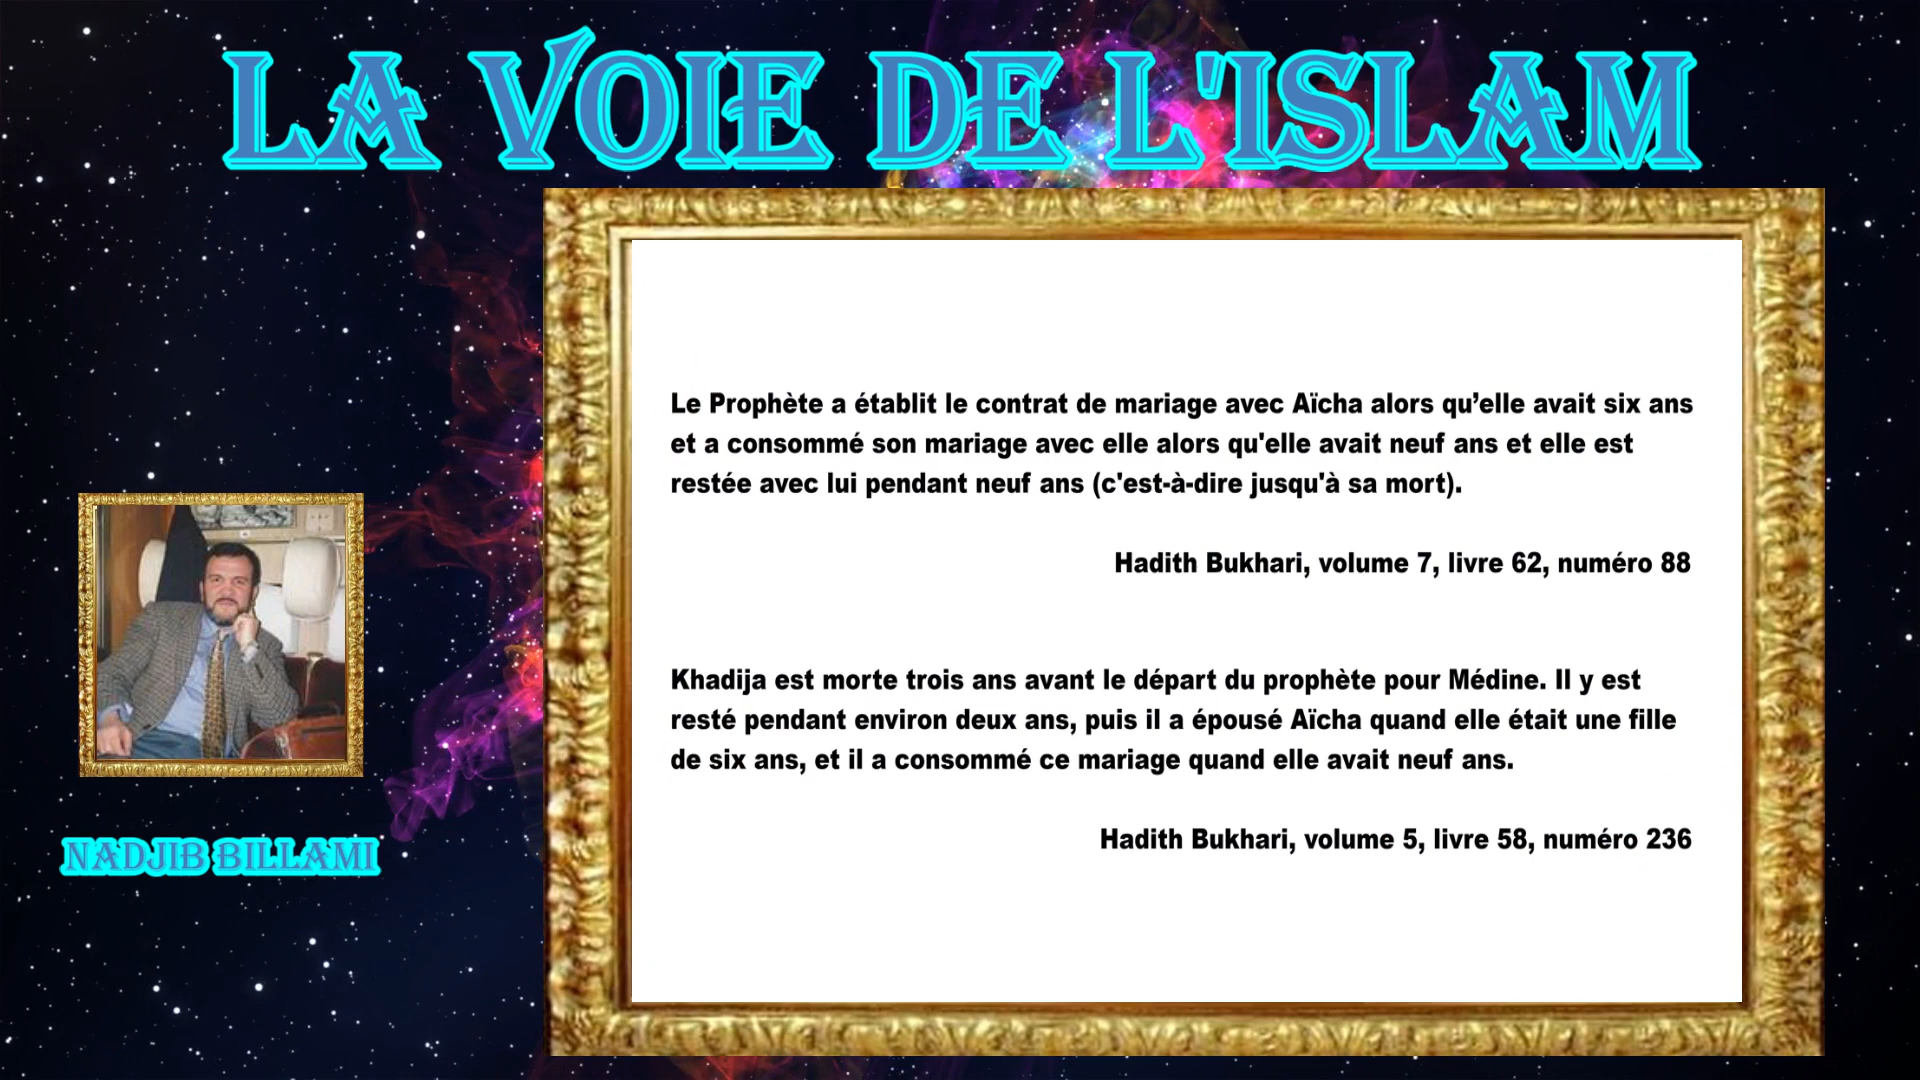 LA VOIE DE L'ISLAM
Le Prophète a établit le contrat de mariage avec Aïcha alors qu’elle avait six ans
et a consommé son mariage avec elle alors qu'elle avait neuf ans et elle est
restée avec lui pendant neuf ans (c'est-à-dire jusqu'à sa mort).
Hadith Bukhari, volume 7, livre 62, numéro 88
Khadija est morte trois ans avant le départ du prophète pour Médine. Il y est
resté pendant environ deux ans, puis il a épousé Aïcha quand elle était une fille
de six ans, et il a consommé ce mariage quand elle avait neuf ans.
Hadith Bukhari, volume 5, livre 58, numéro 236
NADJIB BILLAMI